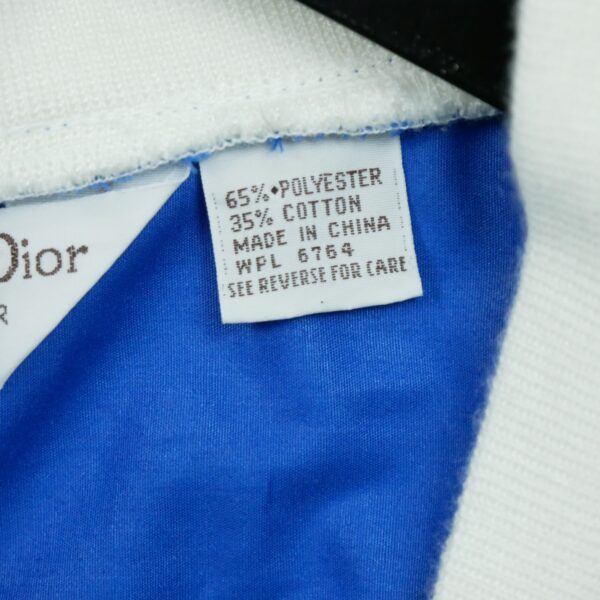 Dior
R
65% POLYESTER
35% COTTON
MADE IN CHINA
WPL 6764
SEE REVERSE FOR CARE